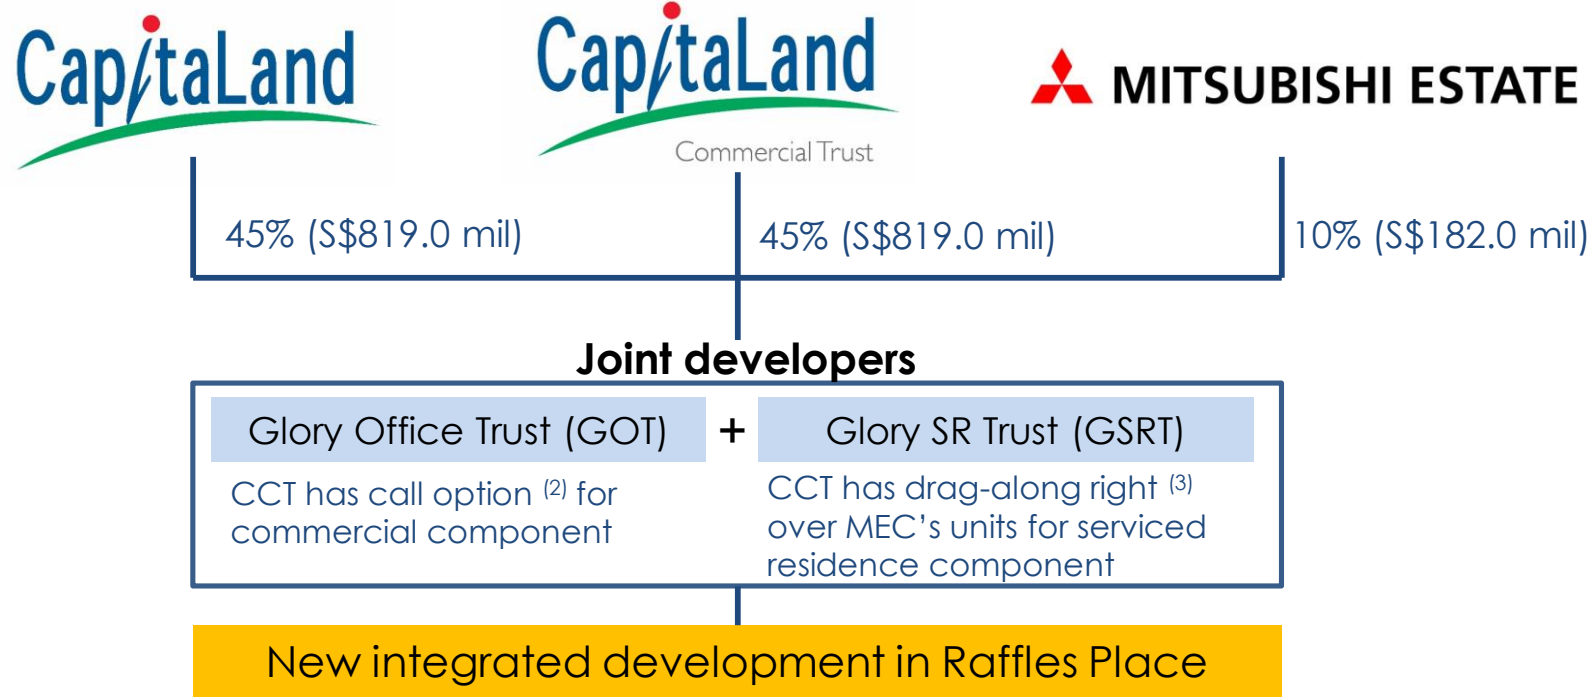 CapitaLand
CapitaLand
Commercial Trust
MITSUBISHI ESTATE
45% (S$819.0 mil)
45% (S$819.0 mil)
10% (S$182.0 mil)
Joint developers
Glory Office Trust (GOT)
+
Glory SR Trust (GSRT)
CCT has call option (2) for
commercial component
CCT has drag-along right (3)
over MEC’s units for serviced
residence component
New integrated development in Raffles Place